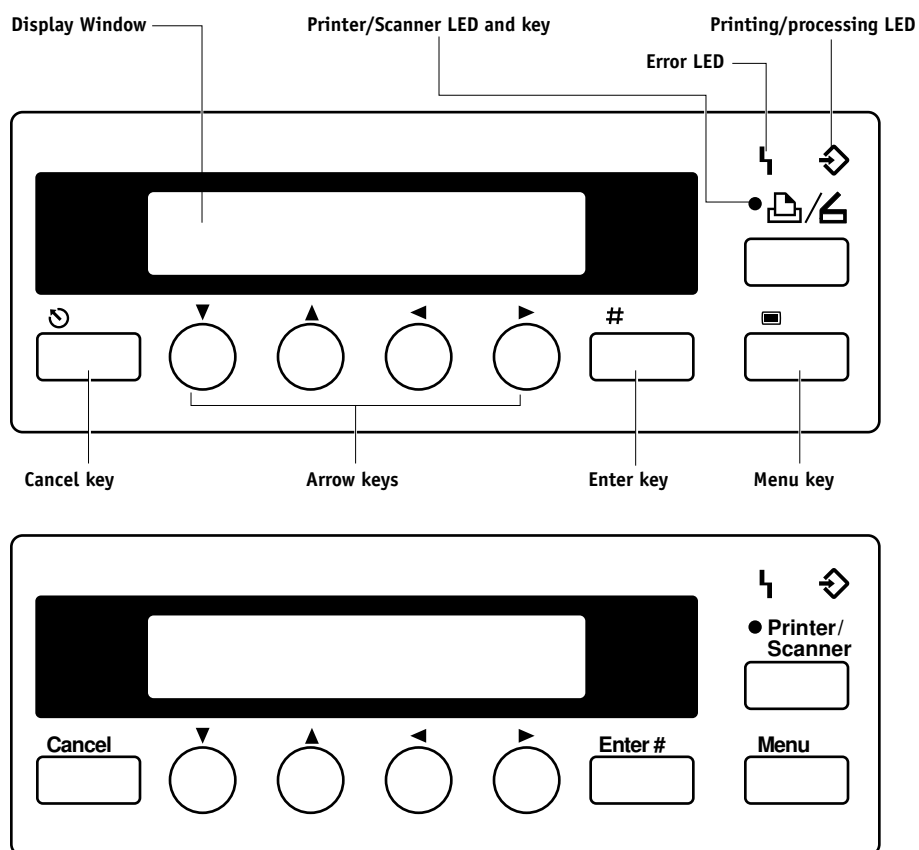 Display Window
Printer/Scanner LED and key
Printing/processing LED
Error LED
#
Cancel key
Arrow keys
Enter key
Menu key
Printer/
Scanner
Cancel
Enter #
Menu